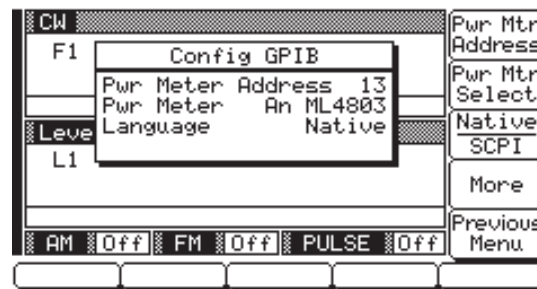 CW
F1
Config GPIB
Pwr Meter Address 13
Pwr Meter An ML4803
Language Native
Leve
L1
AM Off FM Off PULSE Off
Pwr Mtr
Address
Pwr Mtr
Select
Native
SCPI
More
Previous
Menu